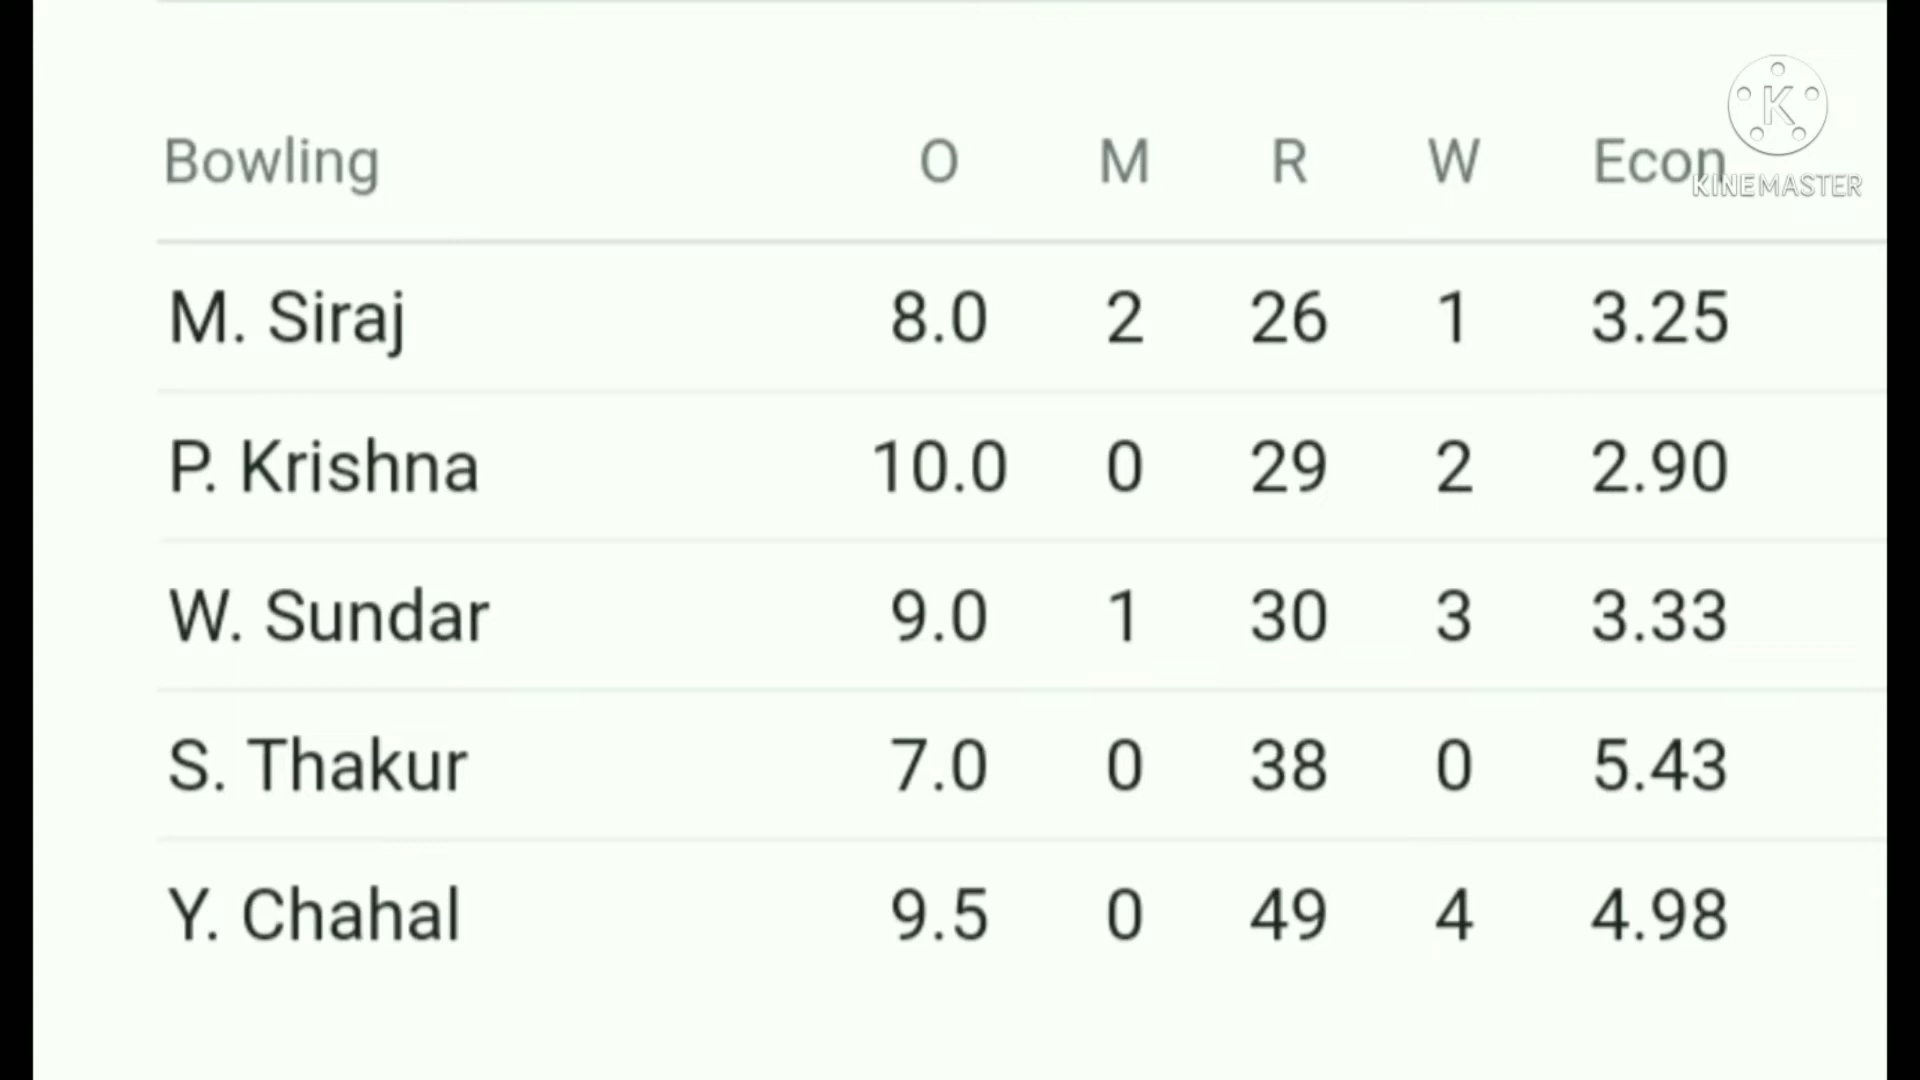 Bowling O M R W Econ
K
KINEMASTER
M. Siraj 8.0 2 26 1 3.25
P. Krishna 10.0 0 29 2 2.90
W. Sundar 9.0 1 30 3 3.33
S. Thakur 7.0 0 38 0 5.43
Y. Chahal 9.5 0 49 4 4.98